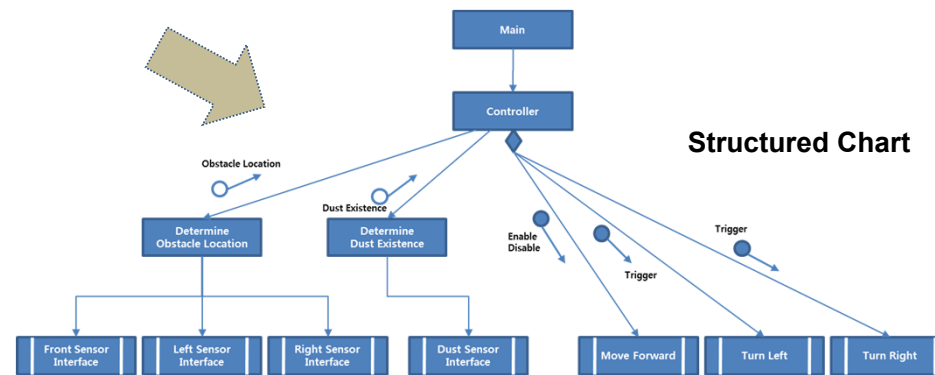 Main
Controller
Structured Chart
Obstacle Location
Dust Existence
Determine
Obstacle Location
Determine
Dust Existence
Enable
Disable
Trigger
Trigger
Front Sensor
Interface
Left Sensor
Interface
Right Sensor
Interface
Dust Sensor
Interface
Move Forward
Turn Left
Turn Right